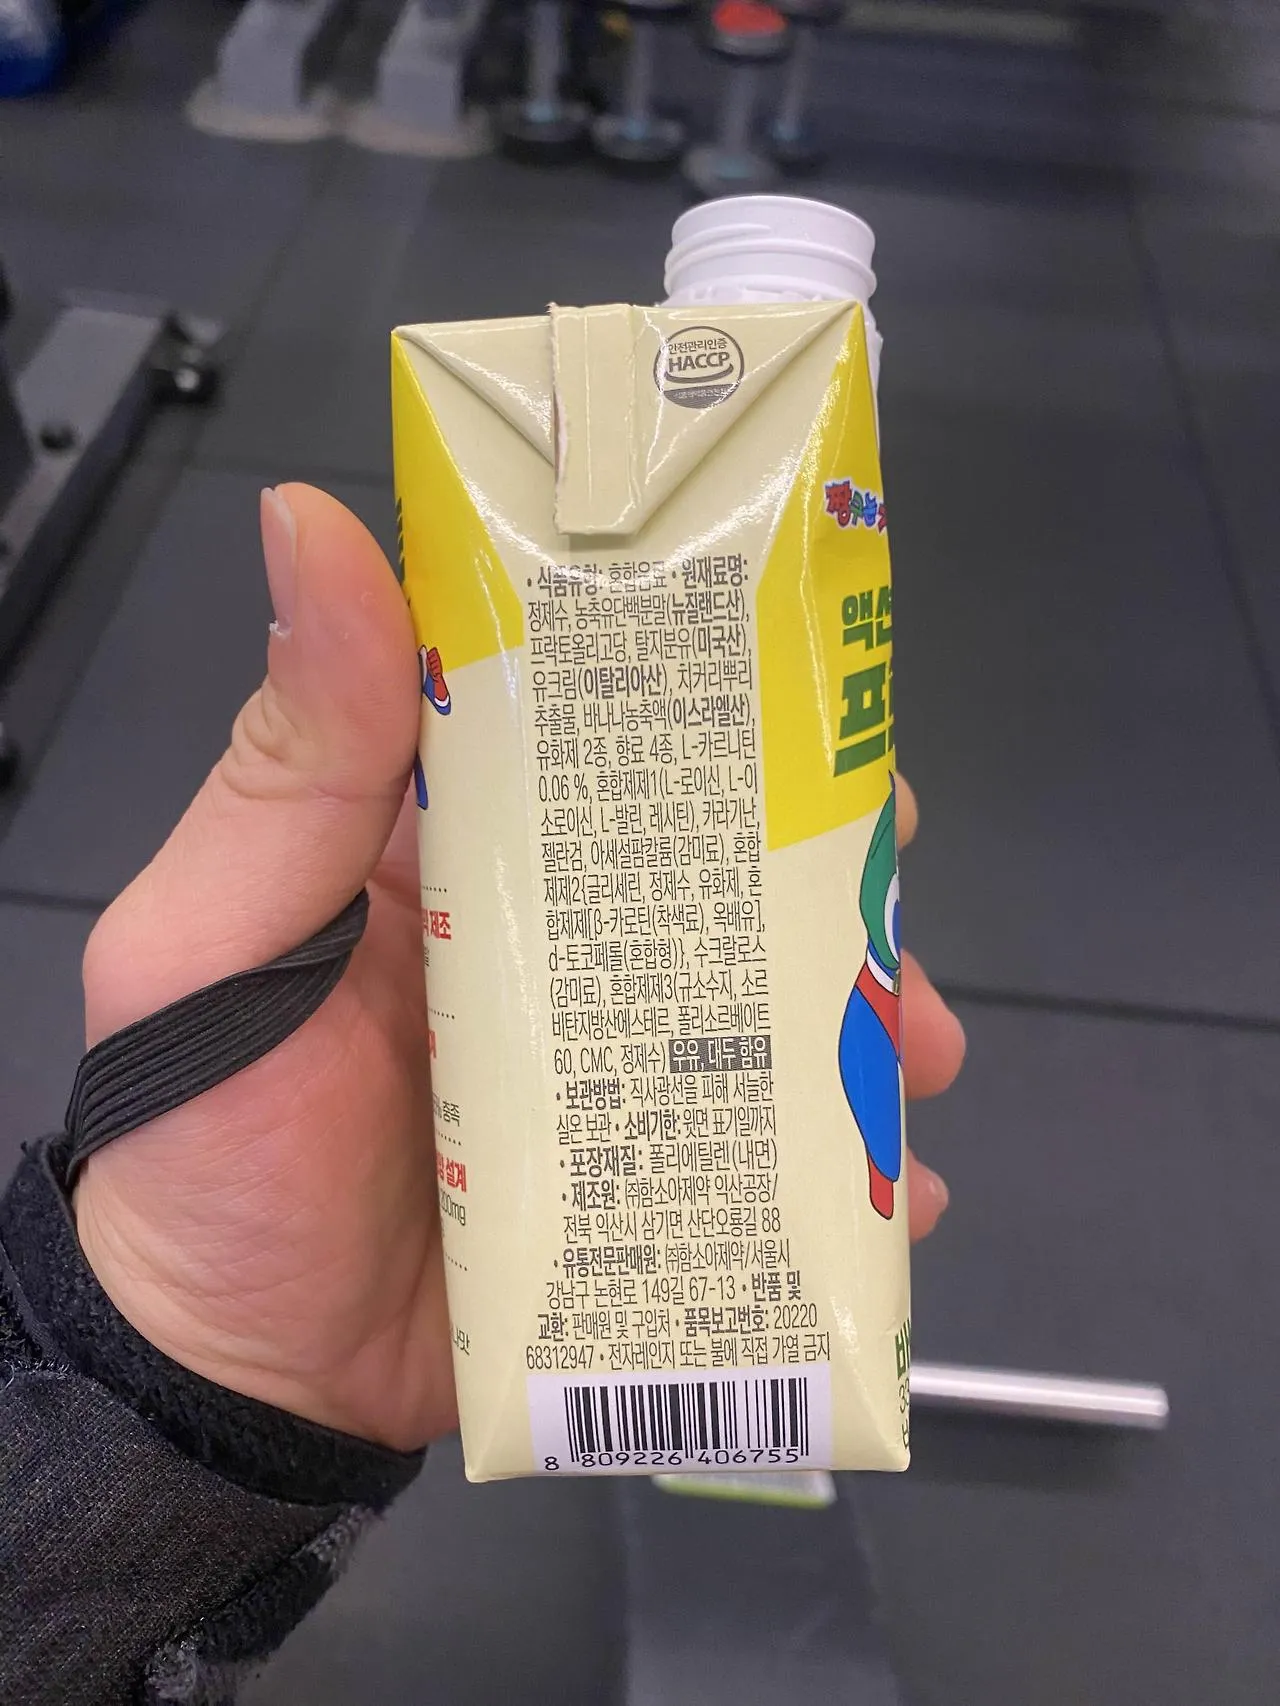 안전관리인증
HACCP
짱구는
액션
• 식품유형: 혼합음료 • 원재료명:
정제수, 농축유단백분말(뉴질랜드산),
프락토올리고당, 탈지분유(미국산),
유크림(이탈리아산), 치커리뿌리
추출물, 바나나농축액(이스라엘산),
유화제 2종, 향료 4종, L-카르니틴
0.06 %, 혼합제제1(L-로이신, L-이
소로이신, L-발린, 레시틴), 카라기난,
젤란검, 아세설팜칼륨(감미료), 혼합
제제2{글리세린, 정제수, 유화제, 혼
합제제[β-카로틴(착색료), 옥배유],
d-토코페롤(혼합형)}, 수크랄로스
(감미료), 혼합제제3(규소수지, 소르
비탄지방산에스테르, 폴리소르베이트
60, CMC, 정제수) 우유, 대두 함유
• 보관방법: 직사광선을 피해 서늘한
실온 보관 • 소비기한: 윗면 표기일까지
• 포장재질: 폴리에틸렌(내면)
• 제조원: ㈜함소아제약 익산공장/
전북 익산시 삼기면 산단오룡길 88
• 유통전문판매원: ㈜함소아제약/서울시
강남구 논현로 149길 67-13 • 반품 및
교환: 판매원 및 구입처 • 품목보고번호: 20220
68312947 • 전자레인지 또는 불에 직접 가열 금지
8 809226 406755
제조
충족
설계
200mg